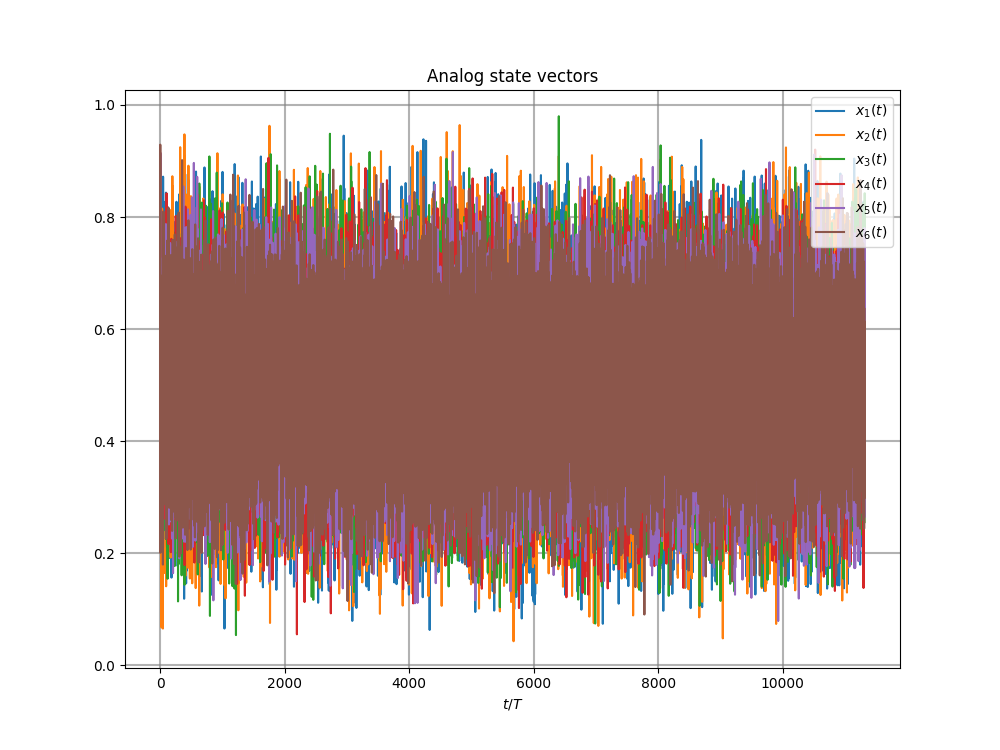 Analog state vectors
1.0
0.8
0.6
0.4
0.2
0.0
x₁(t)
x₂(t)
x₃(t)
x₄(t)
x₅(t)
x₆(t)
0 2000 4000 6000 8000 10000
t/T